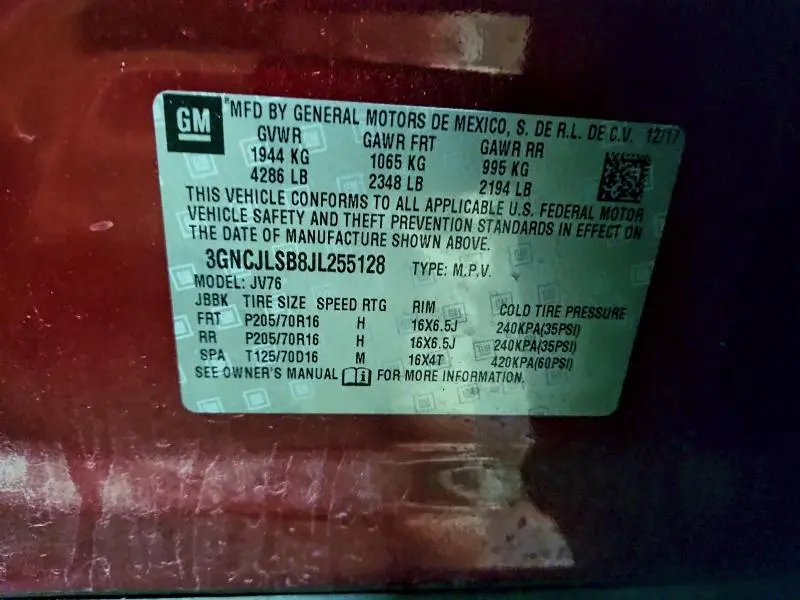 GM
MFD BY GENERAL MOTORS DE MEXICO, S. DE R.L. DE C.V. 12/17
GVWR GAWR FRT GAWR RR
1944 KG 1065 KG 995 KG
4286 LB 2348 LB 2194 LB
THIS VEHICLE CONFORMS TO ALL APPLICABLE U.S. FEDERAL MOTOR
VEHICLE SAFETY AND THEFT PREVENTION STANDARDS IN EFFECT ON
THE DATE OF MANUFACTURE SHOWN ABOVE.
3GNCJLSB8JL255128 TYPE: M.P.V.
MODEL: JV76
JBBK TIRE SIZE SPEED RTG RIM COLD TIRE PRESSURE
FRT P205/70R16 H 16X6.5J 240KPA(35PSI)
RR P205/70R16 H 16X6.5J 240KPA(35PSI)
SPA T125/70D16 M 16X4T 420KPA(60PSI)
SEE OWNER'S MANUAL FOR MORE INFORMATION.